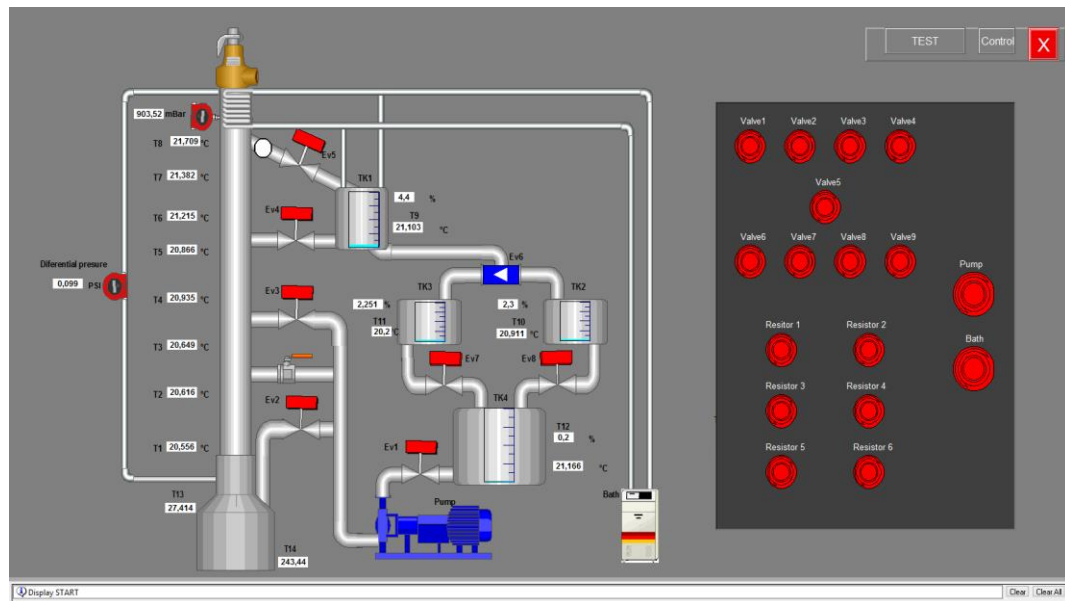 TEST
Control
X
903,52 mBar
T8 21,709 °C
Ev5
T7 21,382 °C
TK1
4,4 %
T6 21,215 °C
Ev4
T9
21,103 °C
T5 20,866 °C
Ev6
Diferential presure
0,099 PSI
T4 20,935 °C
Ev3
TK3
TK2
2,251 %
2,3 %
T11
20,2 °C
T10
20,911 °C
T3 20,649 °C
Ev7
Ev8
T2 20,616 °C
Ev2
TK4
T12
0,2 %
T1 20,556 °C
Ev1
21,166 °C
T13
27,414
Pump
Bath
T14
243,44
Valve1
Valve2
Valve3
Valve4
Valve5
Valve6
Valve7
Valve8
Valve9
Pump
Resitor 1
Resistor 2
Bath
Resistor 3
Resistor 4
Resistor 5
Resistor 6
Display START
Clear
Clear All